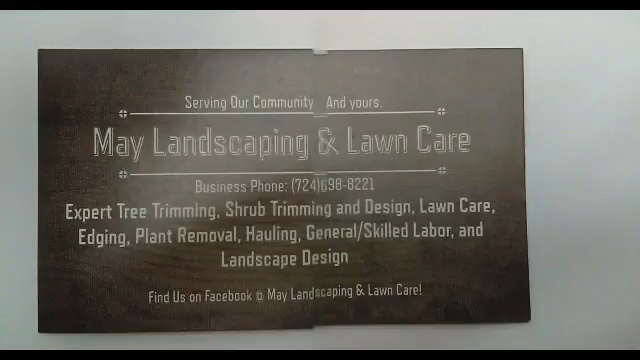 Serving Our Community And yours.
May Landscaping & Lawn Care
Business Phone: (724)698-8221
Expert Tree Trimming, Shrub Trimming and Design, Lawn Care,
Edging, Plant Removal, Hauling, General/Skilled Labor, and
Landscape Design
Find Us on Facebook @ May Landscaping & Lawn Care!